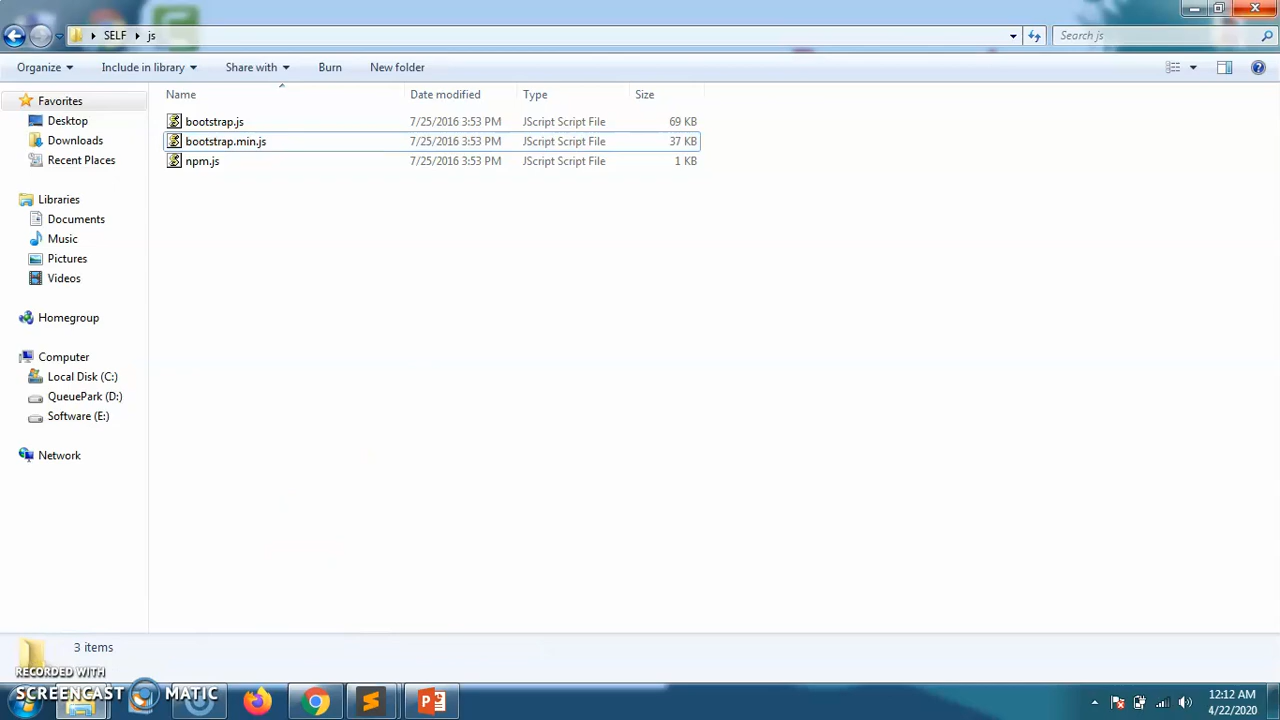 SELF js
Search js
Organize Include in library Share with Burn New folder
Name Date modified Type Size
bootstrap.js 7/25/2016 3:53 PM JScript Script File 69 KB
bootstrap.min.js 7/25/2016 3:53 PM JScript Script File 37 KB
npm.js 7/25/2016 3:53 PM JScript Script File 1 KB
Favorites
Desktop
Downloads
Recent Places
Libraries
Documents
Music
Pictures
Videos
Homegroup
Computer
Local Disk (C:)
QueuePark (D:)
Software (E:)
Network
3 items
RECORDED WITH
SCREENCAST MATIC
12:12 AM
4/22/2020